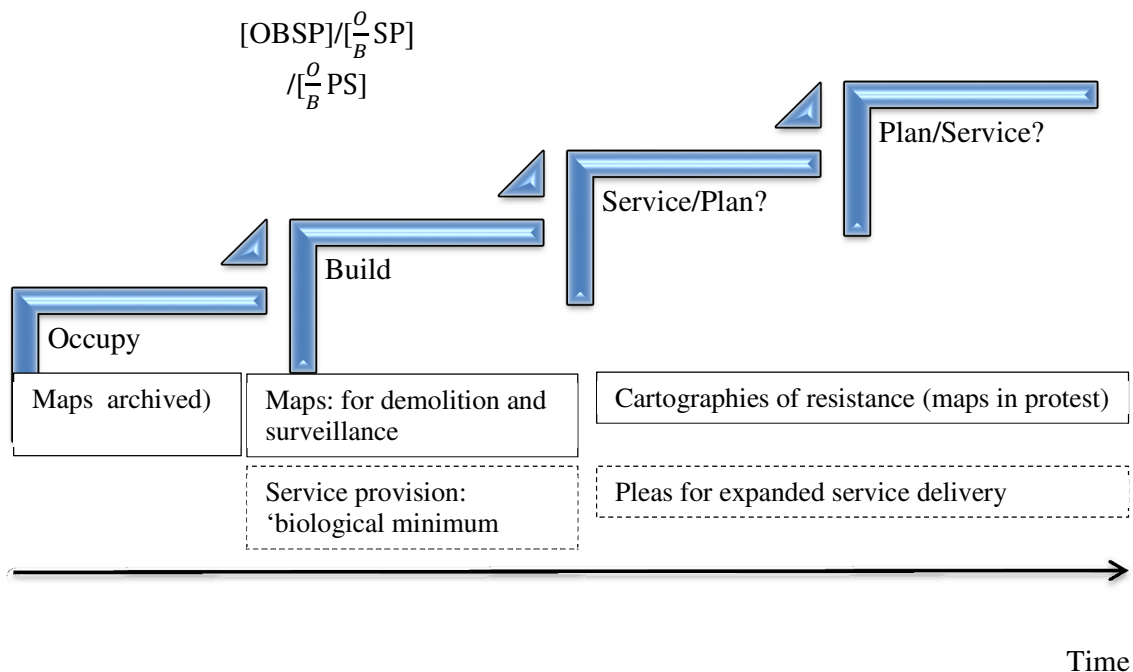 [OBSP]/[O/B SP]
/[O/B PS]
Plan/Service?
Service/Plan?
Build
Occupy
Maps archived)
Maps: for demolition and
surveillance
Cartographies of resistance (maps in protest)
Service provision:
‘biological minimum
Pleas for expanded service delivery
Time